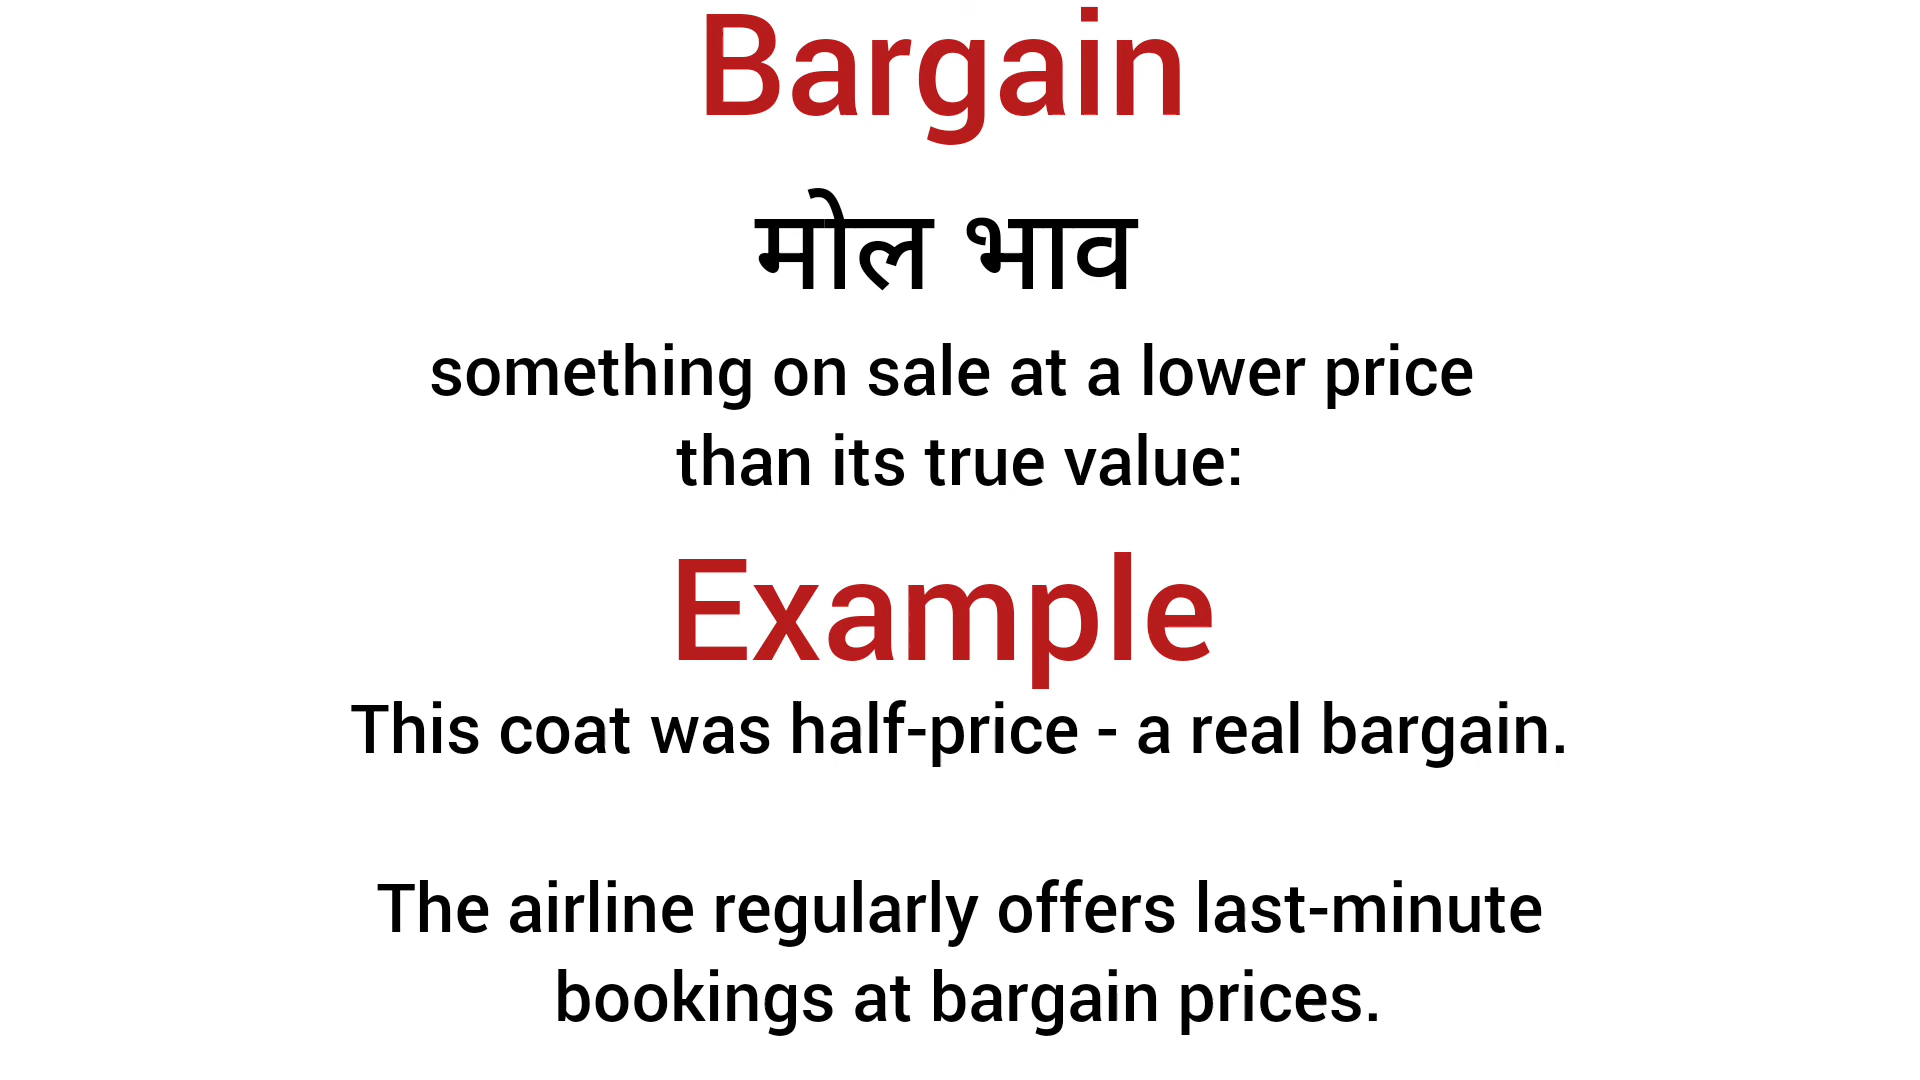 Bargain
मोल भाव
something on sale at a lower price
than its true value:
Example
This coat was half-price - a real bargain.
The airline regularly offers last-minute
bookings at bargain prices.